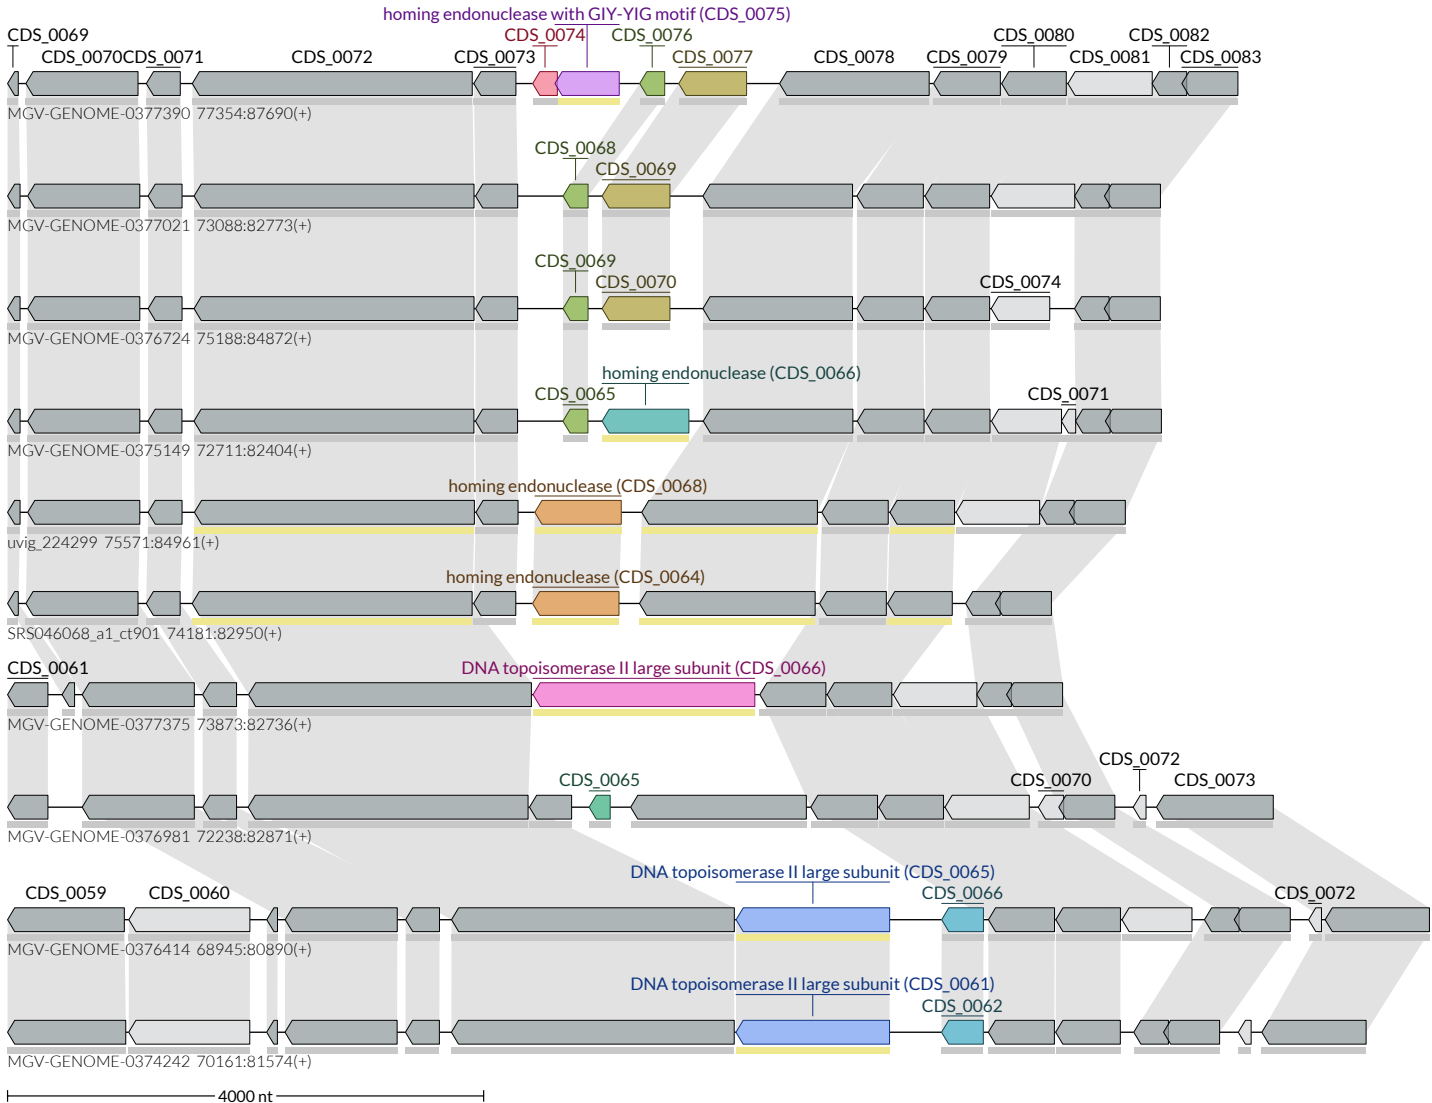 homing endonuclease with GIY-YIG motif (CDS_0075)
CDS_0069 CDS_0074 CDS_0076 CDS_0080 CDS_0082
CDS_0070 CDS_0071 CDS_0072 CDS_0073 CDS_0077 CDS_0078 CDS_0079 CDS_0081 CDS_0083
MGV-GENOME-0377390 77354:87690(+)
CDS_0068
CDS_0069
MGV-GENOME-0377021 73088:82773(+)
CDS_0069
CDS_0070 CDS_0074
MGV-GENOME-0376724 75188:84872(+)
homing endonuclease (CDS_0066)
CDS_0065 CDS_0071
MGV-GENOME-0375149 72711:82404(+)
homing endonuclease (CDS_0068)
uvig_224299 75571:84961(+)
homing endonuclease (CDS_0064)
SRS046068_a1_ct901 74181:82950(+)
CDS_0061 DNA topoisomerase II large subunit (CDS_0066)
MGV-GENOME-0377375 73873:82736(+)
CDS_0072
CDS_0065 CDS_0070 CDS_0073
MGV-GENOME-0376981 72238:82871(+)
DNA topoisomerase II large subunit (CDS_0065)
CDS_0059 CDS_0060 CDS_0066 CDS_0072
MGV-GENOME-0376414 68945:80890(+)
DNA topoisomerase II large subunit (CDS_0061)
CDS_0062
MGV-GENOME-0374242 70161:81574(+)
4000 nt